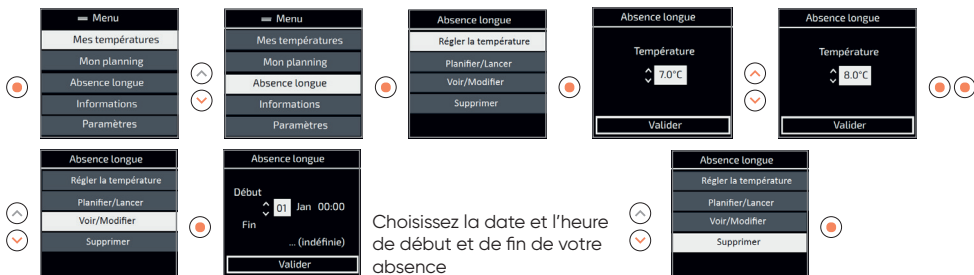 Menu
Mes températures
Mon planning
Absence longue
Informations
Paramètres
Menu
Mes températures
Mon planning
Absence longue
Informations
Paramètres
Absence longue
Régler la température
Planifier/Lancer
Voir/Modifier
Supprimer
Absence longue
Température
7.0°C
Valider
Absence longue
Température
8.0°C
Valider
Absence longue
Régler la température
Planifier/Lancer
Voir/Modifier
Supprimer
Absence longue
Début
01 Jan 00:00
Fin
... (indéfinie)
Valider
Choisissez la date et l'heure
de début et de fin de votre
absence
Absence longue
Régler la température
Planifier/Lancer
Voir/Modifier
Supprimer